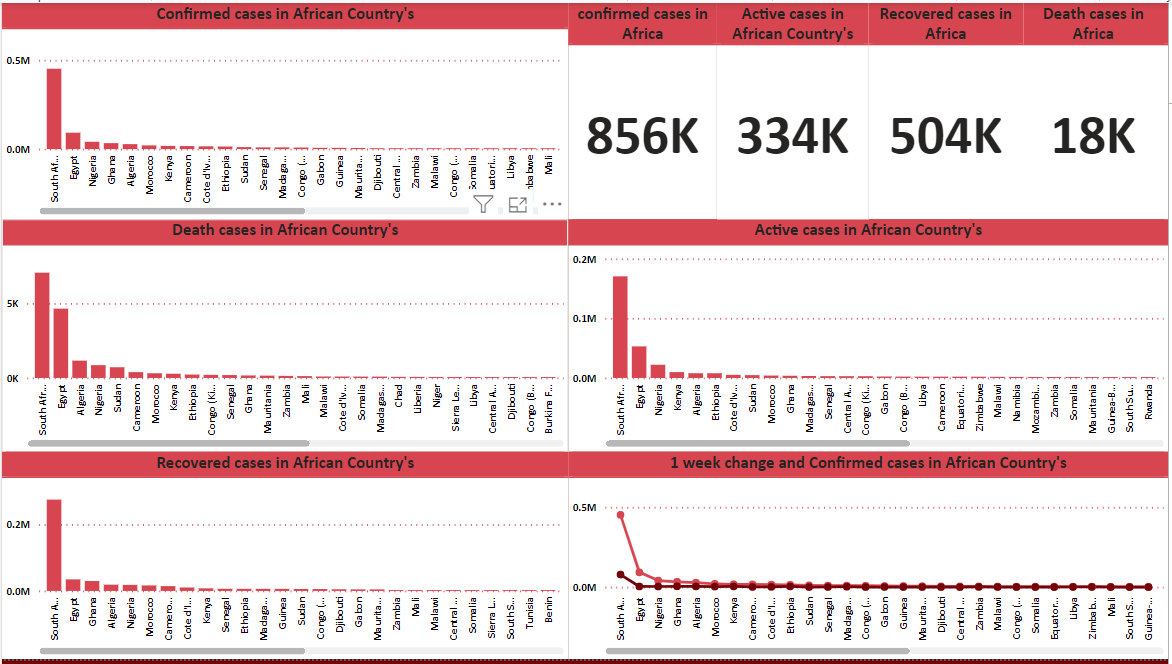 Confirmed cases in African Country's
0.5M
0.0M
South Af...
Egypt
Nigeria
Ghana
Algeria
Morocco
Kenya
Cameroon
Cote d'Iv...
Ethiopia
Sudan
Senegal
Madaga...
Congo (...
Gabon
Guinea
Maurita...
Djibouti
Central ...
Zambia
Malawi
Congo (...
Somalia
uatori...
Libya
nbabwe
Mali
confirmed cases in
Africa
856K
Active cases in
African Country's
334K
Recovered cases in
Africa
504K
Death cases in
Africa
18K
Death cases in African Country's
5K
0K
South Afr...
Egypt
Algeria
Nigeria
Sudan
Cameroon
Morocco
Kenya
Ethiopia
Congo (Ki...
Senegal
Ghana
Mauritania
Zambia
Mali
Malawi
Cote d'Iv...
Somalia
Madagas...
Chad
Liberia
Niger
Sierra Le...
Libya
Central A...
Djibouti
Congo (B...
Burkina F...
Active cases in African Country's
0.2M
0.1M
0.0M
South Afr...
Egypt
Nigeria
Kenya
Algeria
Ethiopia
Cote d'Iv...
Sudan
Morocco
Ghana
Madagas...
Senegal
Central A...
Congo (Ki...
Gabon
Congo (B...
Libya
Cameroon
Equatori...
Zimbabwe
Malawi
Namibia
Mozambi...
Zambia
Somalia
Mauritania
Guinea-B...
South Su...
Rwanda
Recovered cases in African Country's
0.2M
0.0M
South A...
Egypt
Ghana
Algeria
Nigeria
Morocco
Camero...
Cote d'I...
Kenya
Senegal
Ethiopia
Madaga...
Guinea
Sudan
Congo (...
Djibouti
Gabon
Maurita...
Zambia
Mali
Malawi
Central ...
Somalia
Sierra L...
South S...
Tunisia
Benin
1 week change and Confirmed cases in African Country's
0.5M
0.0M
South A...
Egypt
Nigeria
Ghana
Algeria
Morocco
Kenya
Camero...
Cote d'I...
Ethiopia
Sudan
Senegal
Madaga...
Congo (...
Gabon
Guinea
Maurita...
Djibouti
Central ...
Zambia
Malawi
Congo (...
Somalia
Equator...
Libya
Zimbab...
Mali
South S...
Guinea-...